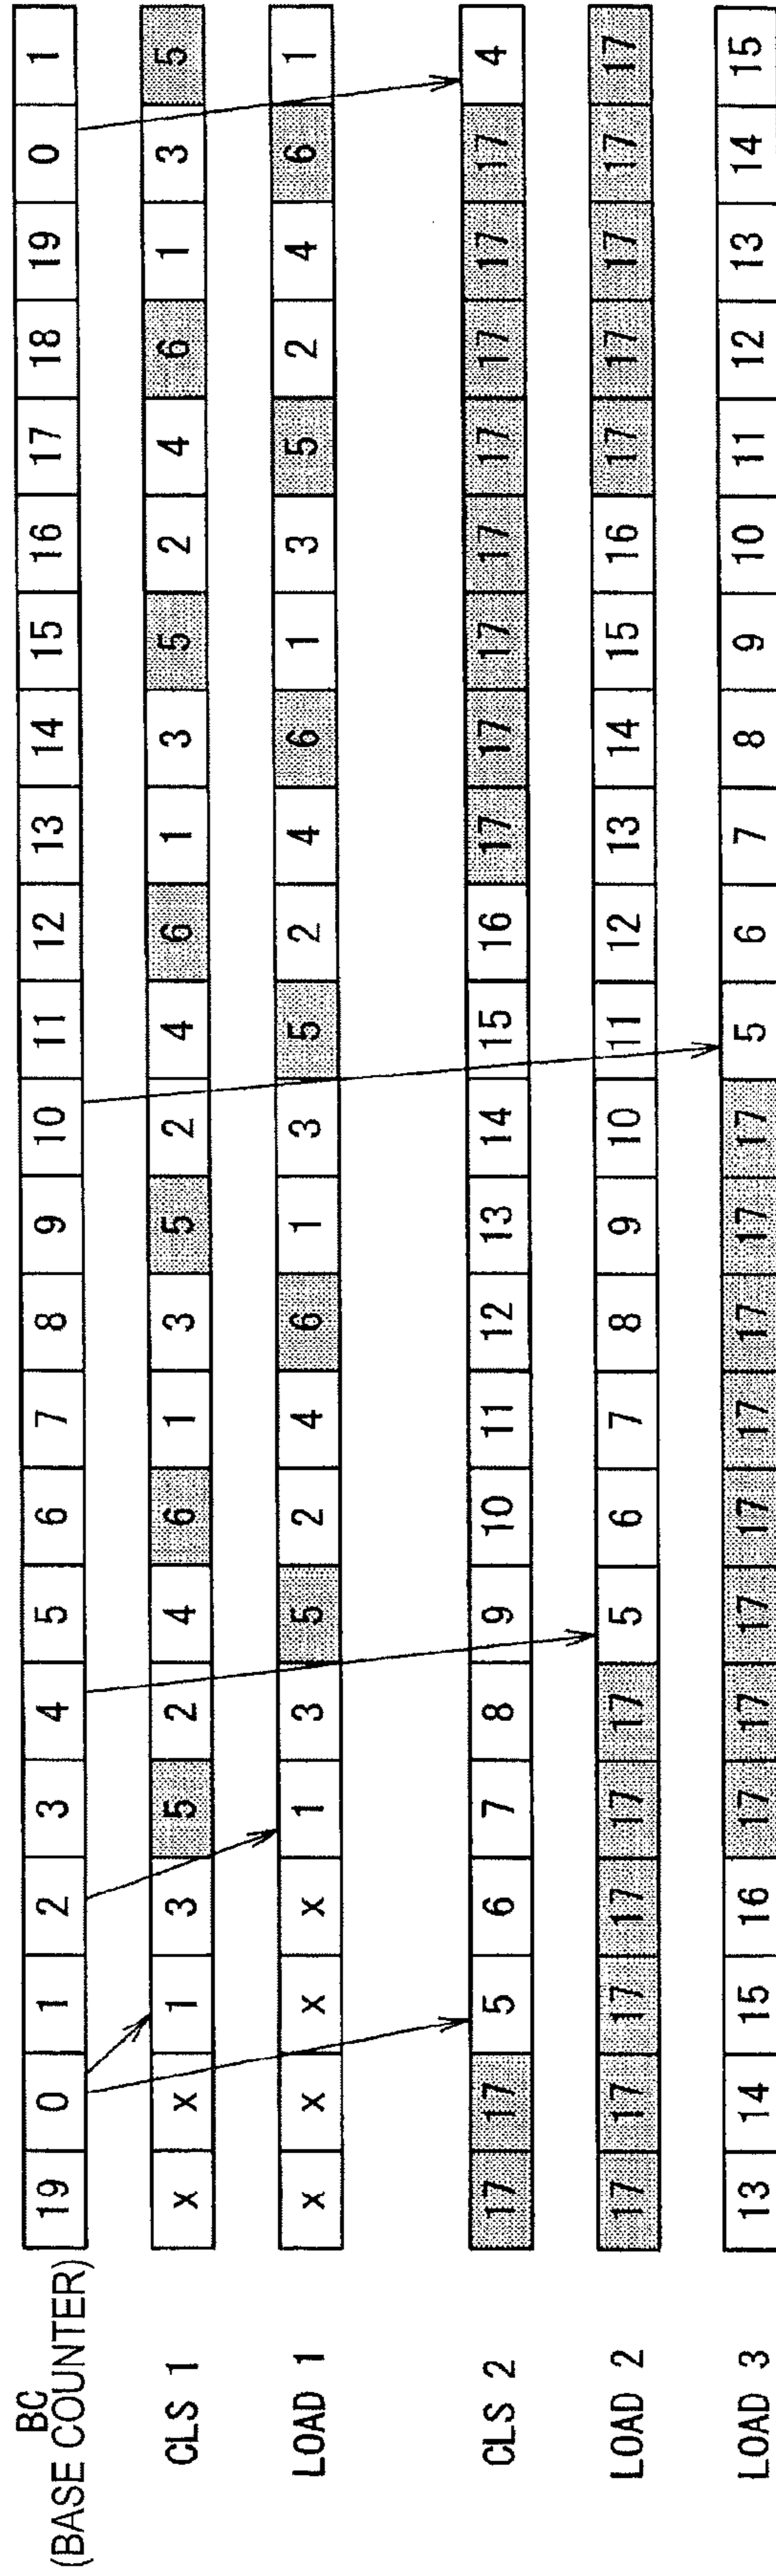 BC
(BASE COUNTER) 19 0 1 2 3 4 5 6 7 8 9 10 11 12 13 14 15 16 17 18 19 0 1
CLS 1 x x 1 3 5 2 4 6 1 3 5 2 4 6 1 3 5 2 4 6 1 3 5
LOAD 1 x x x x 1 3 5 2 4 6 1 3 5 2 4 6 1 3 5 2 4 6 1
CLS 2 17 17 5 6 7 8 9 10 11 12 13 14 15 16 17 17 17 17 17 17 17 17 4
LOAD 2 17 17 17 17 17 17 5 6 7 8 9 10 11 12 13 14 15 16 17 17 17 17 17
LOAD 3 13 14 15 16 17 17 17 17 17 17 17 17 5 6 7 8 9 10 11 12 13 14 15